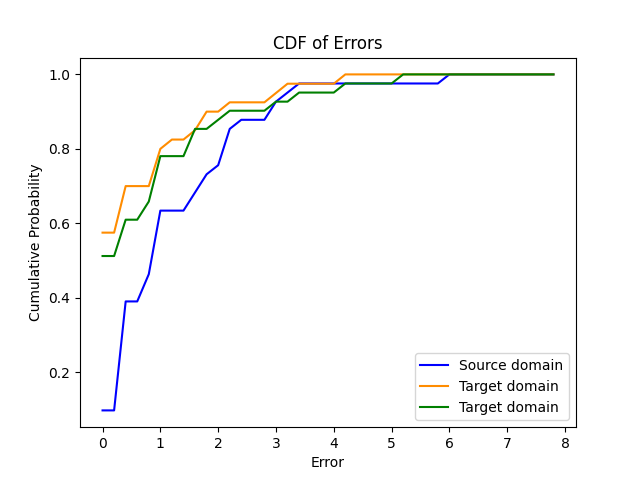 CDF of Errors
1.0
0.8
0.6
0.4
0.2
Cumulative Probability
0 1 2 3 4 5 6 7 8
Error
Source domain
Target domain
Target domain